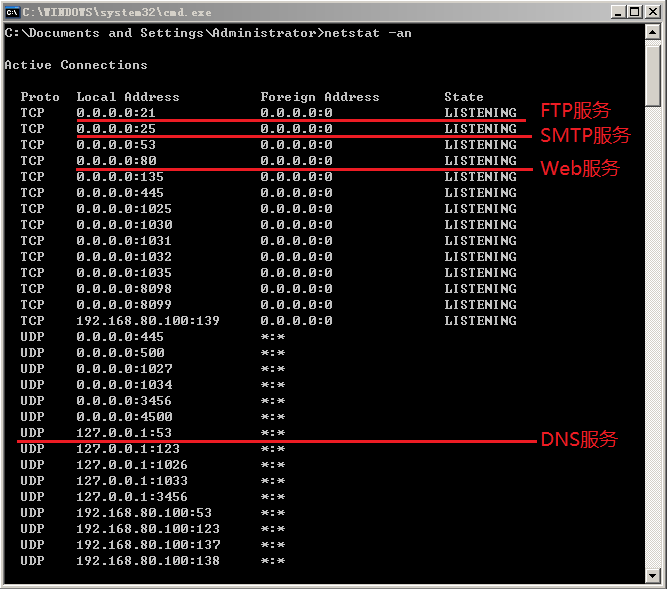 C:\WINDOWS\system32\cmd.exe
C:\Documents and Settings\Administrator>netstat -an
Active Connections
Proto Local Address Foreign Address State
TCP 0.0.0.0:21 0.0.0.0:0 LISTENING FTP服务
TCP 0.0.0.0:25 0.0.0.0:0 LISTENING SMTP服务
TCP 0.0.0.0:53 0.0.0.0:0 LISTENING
TCP 0.0.0.0:80 0.0.0.0:0 LISTENING Web服务
TCP 0.0.0.0:135 0.0.0.0:0 LISTENING
TCP 0.0.0.0:445 0.0.0.0:0 LISTENING
TCP 0.0.0.0:1025 0.0.0.0:0 LISTENING
TCP 0.0.0.0:1030 0.0.0.0:0 LISTENING
TCP 0.0.0.0:1031 0.0.0.0:0 LISTENING
TCP 0.0.0.0:1032 0.0.0.0:0 LISTENING
TCP 0.0.0.0:1035 0.0.0.0:0 LISTENING
TCP 0.0.0.0:8098 0.0.0.0:0 LISTENING
TCP 0.0.0.0:8099 0.0.0.0:0 LISTENING
TCP 192.168.80.100:139 0.0.0.0:0 LISTENING
UDP 0.0.0.0:445 *:*
UDP 0.0.0.0:500 *:*
UDP 0.0.0.0:1027 *:*
UDP 0.0.0.0:1034 *:*
UDP 0.0.0.0:3456 *:*
UDP 0.0.0.0:4500 *:*
UDP 127.0.0.1:53 *:* DNS服务
UDP 127.0.0.1:123 *:*
UDP 127.0.0.1:1026 *:*
UDP 127.0.0.1:1033 *:*
UDP 127.0.0.1:3456 *:*
UDP 192.168.80.100:53 *:*
UDP 192.168.80.100:123 *:*
UDP 192.168.80.100:137 *:*
UDP 192.168.80.100:138 *:*